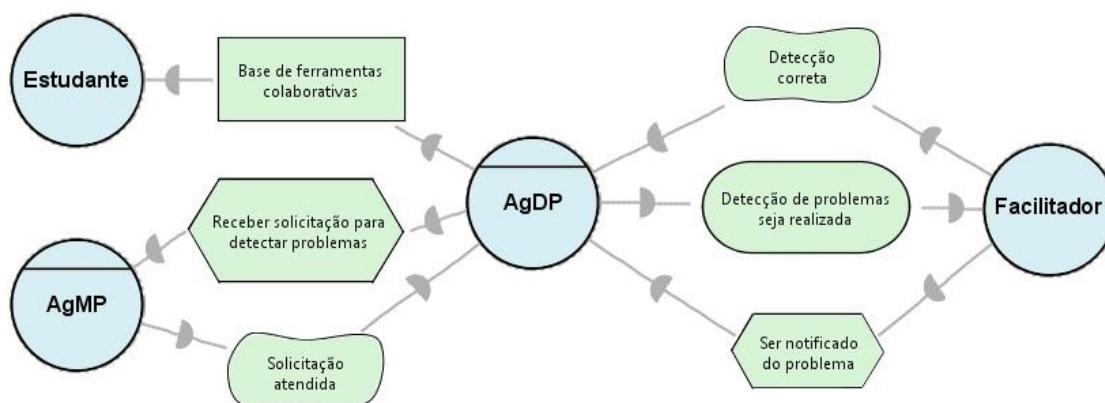 Estudante
Base de ferramentas
colaborativas
Detecção
correta
AgDP
Receber solicitação para
detectar problemas
Detecção de problemas
seja realizada
Facilitador
AgMP
Solicitação
atendida
Ser notificado
do problema